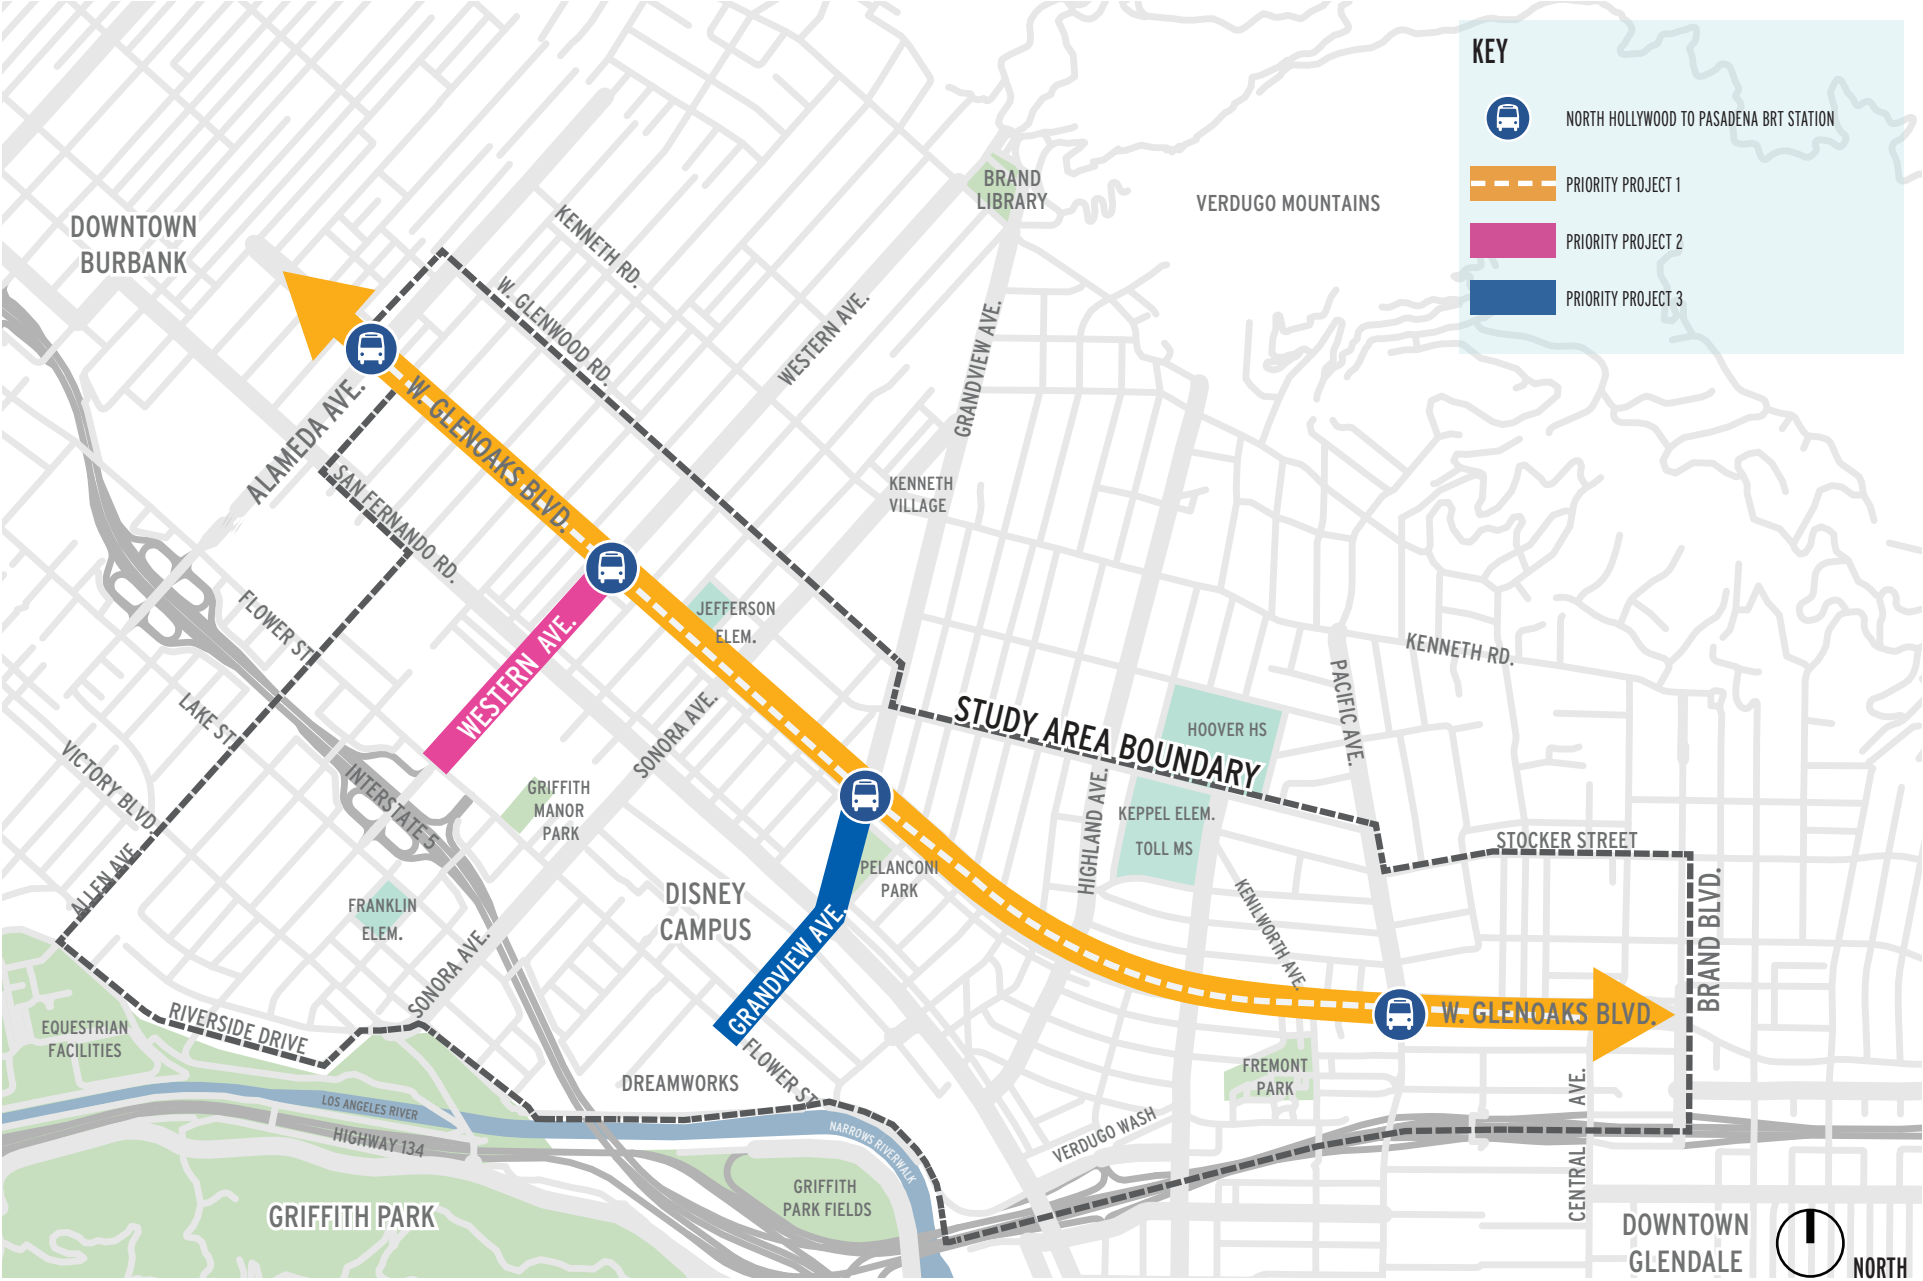 KEY
NORTH HOLLYWOOD TO PASADENA BRT STATION
PRIORITY PROJECT 1
PRIORITY PROJECT 2
PRIORITY PROJECT 3
BRAND
LIBRARY
VERDUGO MOUNTAINS
DOWNTOWN
BURBANK
KENNETH RD.
W. GLENWOOD RD.
WESTERN AVE.
GRANDVIEW AVE.
ALAMEDA AVE.
W. GLENOAKS BLVD.
SAN FERNANDO RD.
KENNETH
VILLAGE
FLOWER ST.
JEFFERSON
ELEM.
WESTERN AVE.
SONORA AVE.
LAKE ST.
VICTORY BLVD.
INTERSTATE 5
GRIFFITH
MANOR
PARK
ALLEN AVE
FRANKLIN
ELEM.
SONORA AVE.
KENNETH RD.
PACIFIC AVE.
HOOVER HS
STUDY AREA BOUNDARY
HIGHLAND AVE.
KEPPEL ELEM.
TOLL MS
STOCKER STREET
PELANCONI
PARK
DISNEY
CAMPUS
KENILWORTH AVE.
BRAND BLVD.
GRANDVIEW AVE.
W. GLENOAKS BLVD.
RIVERSIDE DRIVE
EQUESTRIAN
FACILITIES
FLOWER ST.
DREAMWORKS
FREMONT
PARK
CENTRAL AVE.
LOS ANGELES RIVER
HIGHWAY 134
NARROWS RIVERWALK
VERDUGO WASH
GRIFFITH
PARK FIELDS
GRIFFITH PARK
DOWNTOWN
GLENDALE
NORTH